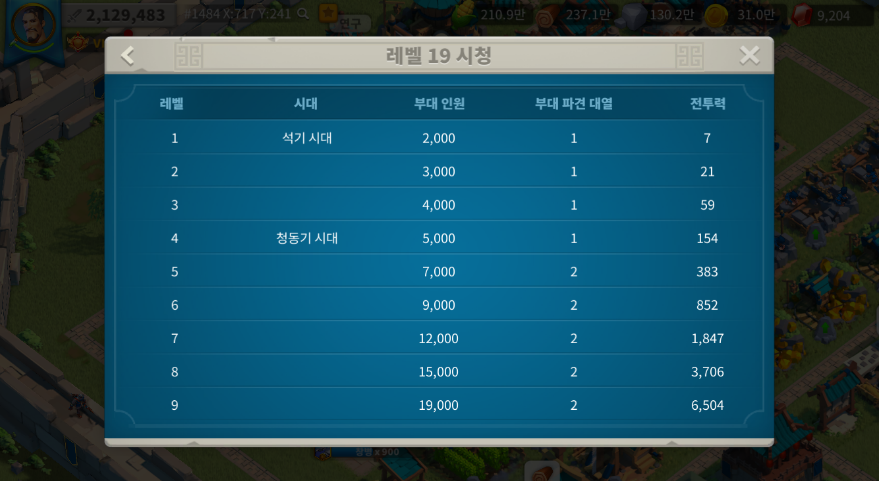 2,129,483 #1484 X:717 Y:241 210.9만 237.1만 130.2만 31.0만 9,204
연구
레벨 19 시청
레벨 시대 부대 인원 부대 파견 대열 전투력
1 석기 시대 2,000 1 7
2 3,000 1 21
3 4,000 1 59
4 청동기 시대 5,000 1 154
5 7,000 2 383
6 9,000 2 852
7 12,000 2 1,847
8 15,000 2 3,706
9 19,000 2 6,504
x900